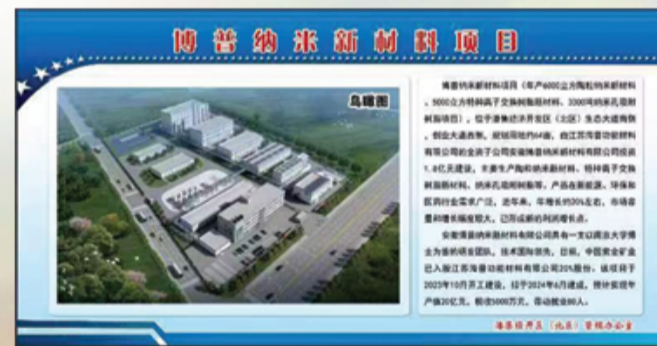 博普纳米新材料项目
鸟瞰图
博普纳米新材料项目（年产6000立方陶粒纳米新材料
、5000立方特种离子交换树脂新材料、3000吨纳米孔吸附
树脂项目），位于濉集经济开发区（北区）生态大道南侧
、创业大道西侧，规划用地约64亩，由江苏海普功能材料
有限公司的全资子公司安徽博普纳米新材料有限公司投资
亿元建设，主要生产陶粒纳米新材料、特种离子交换
树脂新材料、纳米孔吸附树脂等，产品在新能源、环保和
医药行业需求广泛，近年来，年增长约20%左右，市场容
量和增长幅度较大，已形成新的利润增长点。
安徽博普纳米新材料有限公司具有一支以南京大学博
士为首的研发团队，技术国际领先。目前，中国紫金矿业
已入股江苏海普功能材料有限公司20%股份。该项目于
2023年10月开工建设，拟于2024年6月建成，预计实现年
产值20亿元，税收5000万元，带动就业80人。
经开区（北区）管理办公室